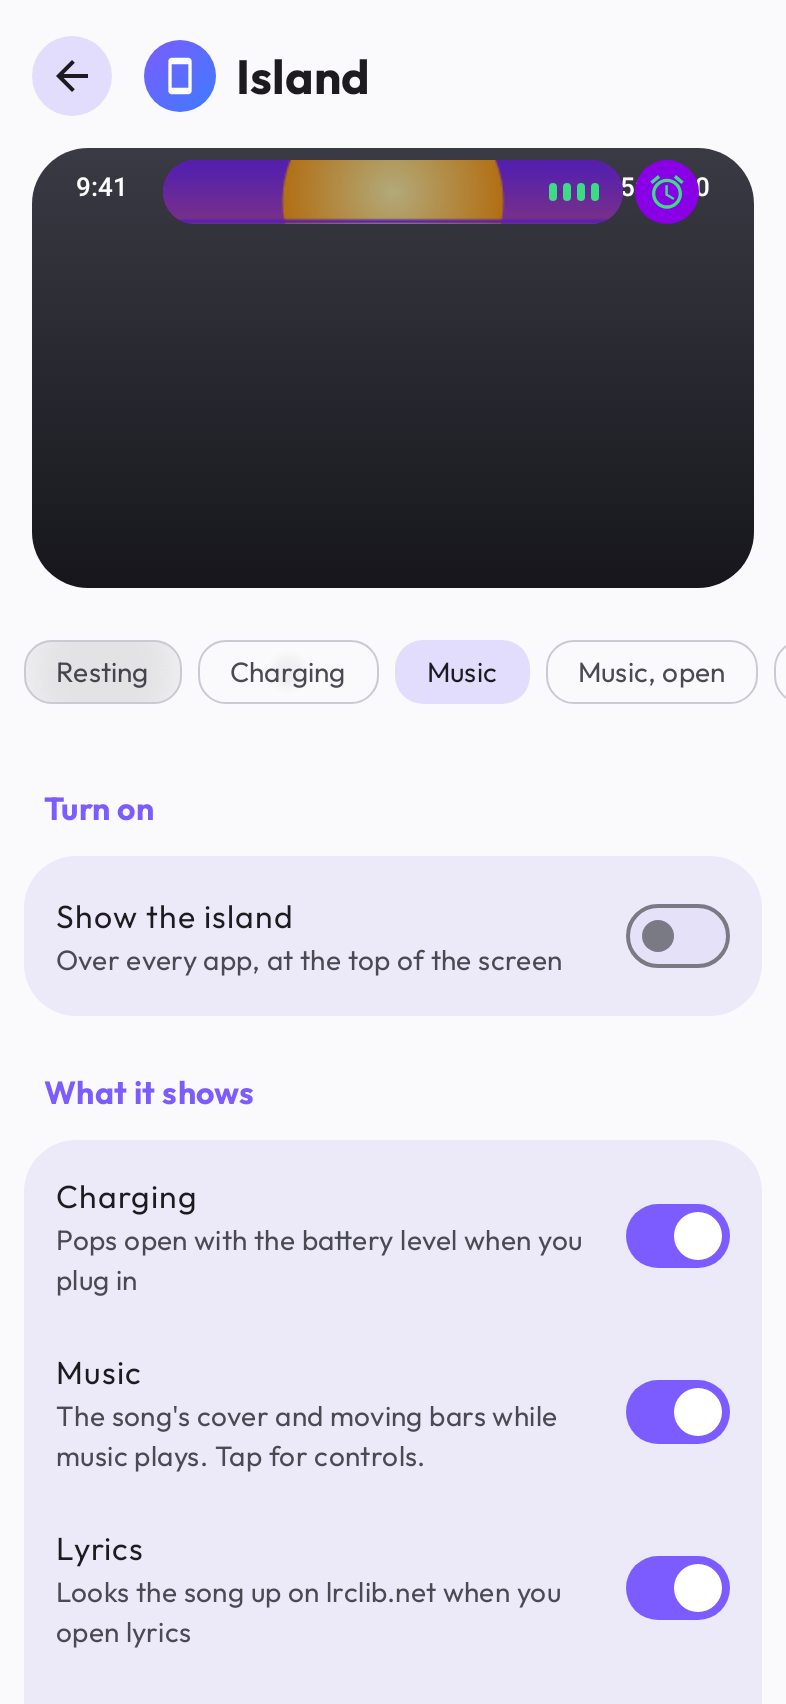 Island
9:41
5 0
Resting
Charging
Music
Music, open
Turn on
Show the island
Over every app, at the top of the screen
What it shows
Charging
Pops open with the battery level when you
plug in
Music
The song's cover and moving bars while
music plays. Tap for controls.
Lyrics
Looks the song up on lrclib.net when you
open lyrics